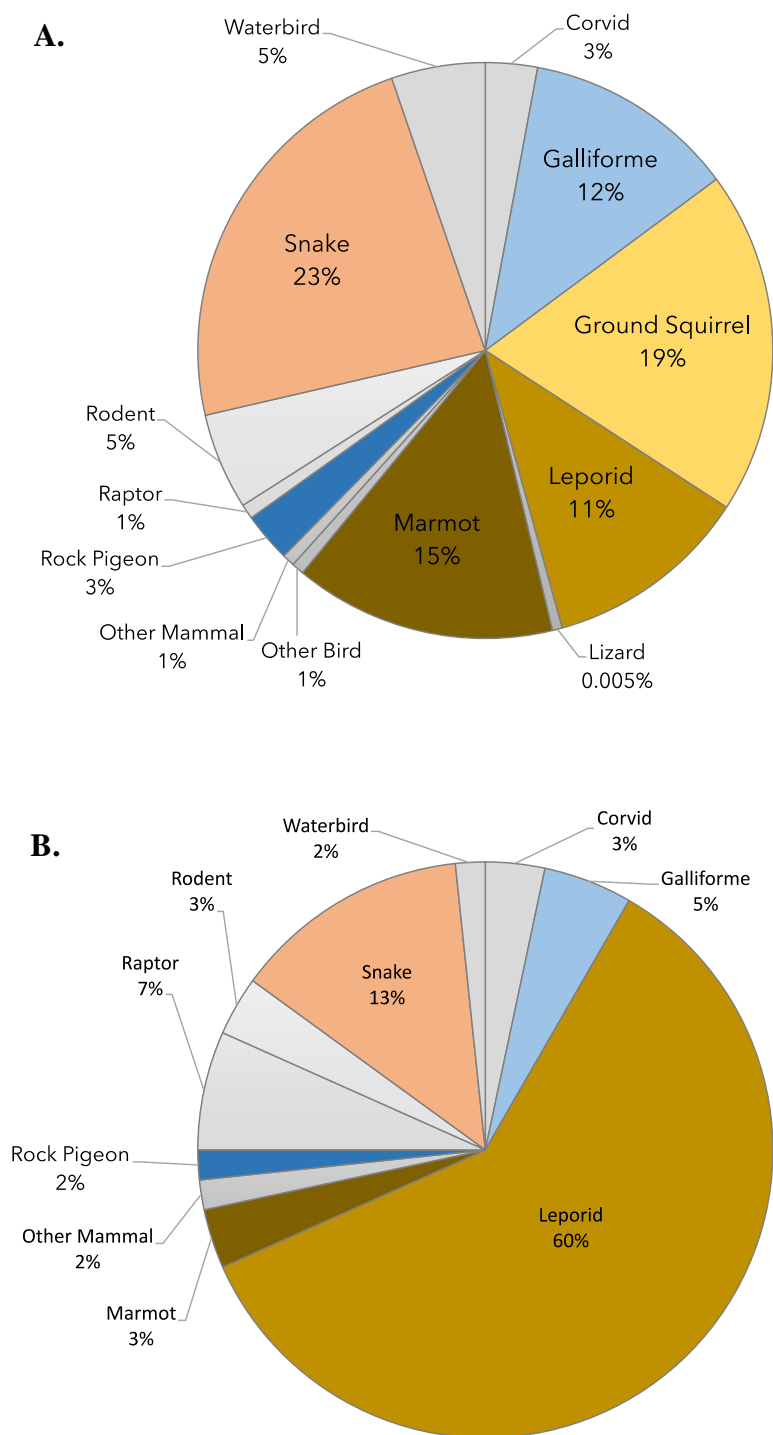 A.
Waterbird
5%
Corvid
3%
Galliforme
12%
Snake
23%
Ground Squirrel
19%
Rodent
5%
Leporid
11%
Raptor
1%
Marmot
15%
Rock Pigeon
3%
Other Mammal
1%
Other Bird
1%
Lizard
0.005%
B.
Waterbird
2%
Corvid
3%
Rodent
3%
Galliforme
5%
Raptor
7%
Snake
13%
Rock Pigeon
2%
Leporid
60%
Other Mammal
2%
Marmot
3%